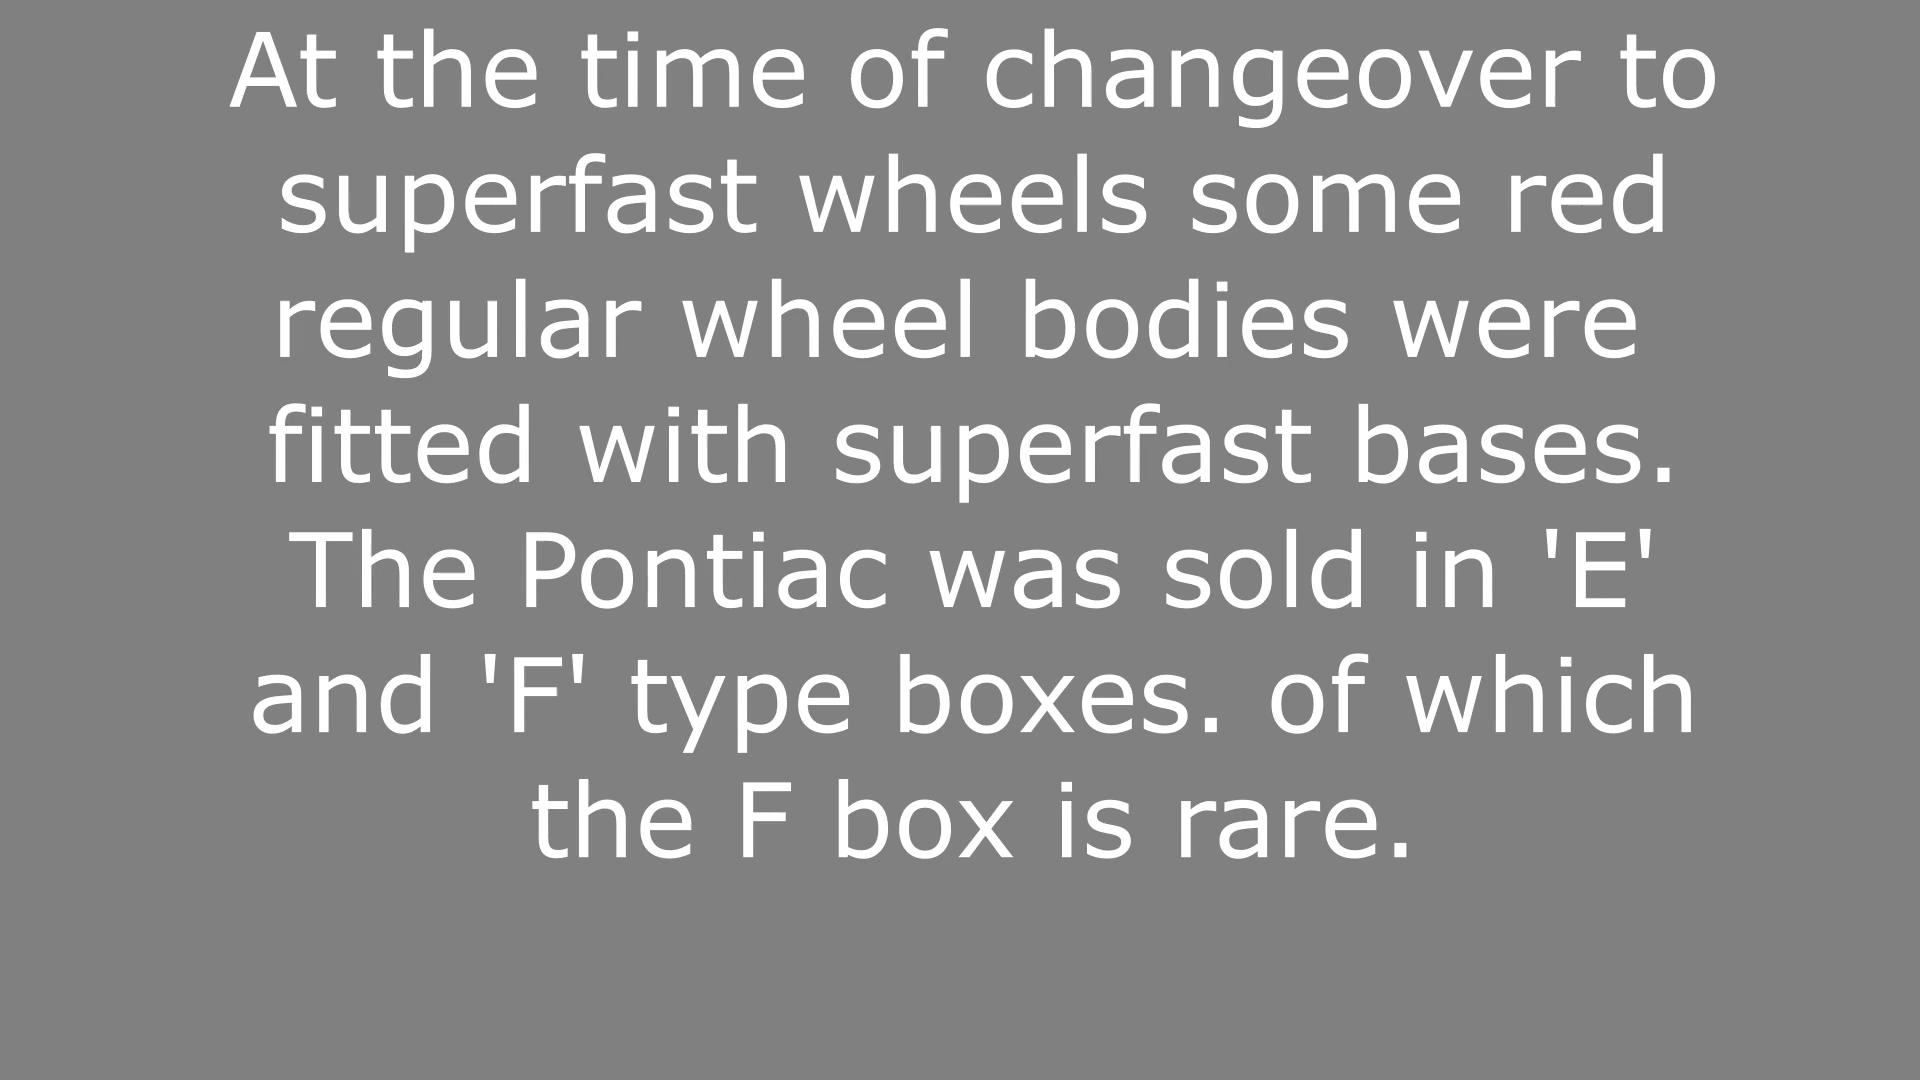 At the time of changeover to
superfast wheels some red
regular wheel bodies were
fitted with superfast bases.
The Pontiac was sold in 'E'
and 'F' type boxes. of which
the F box is rare.